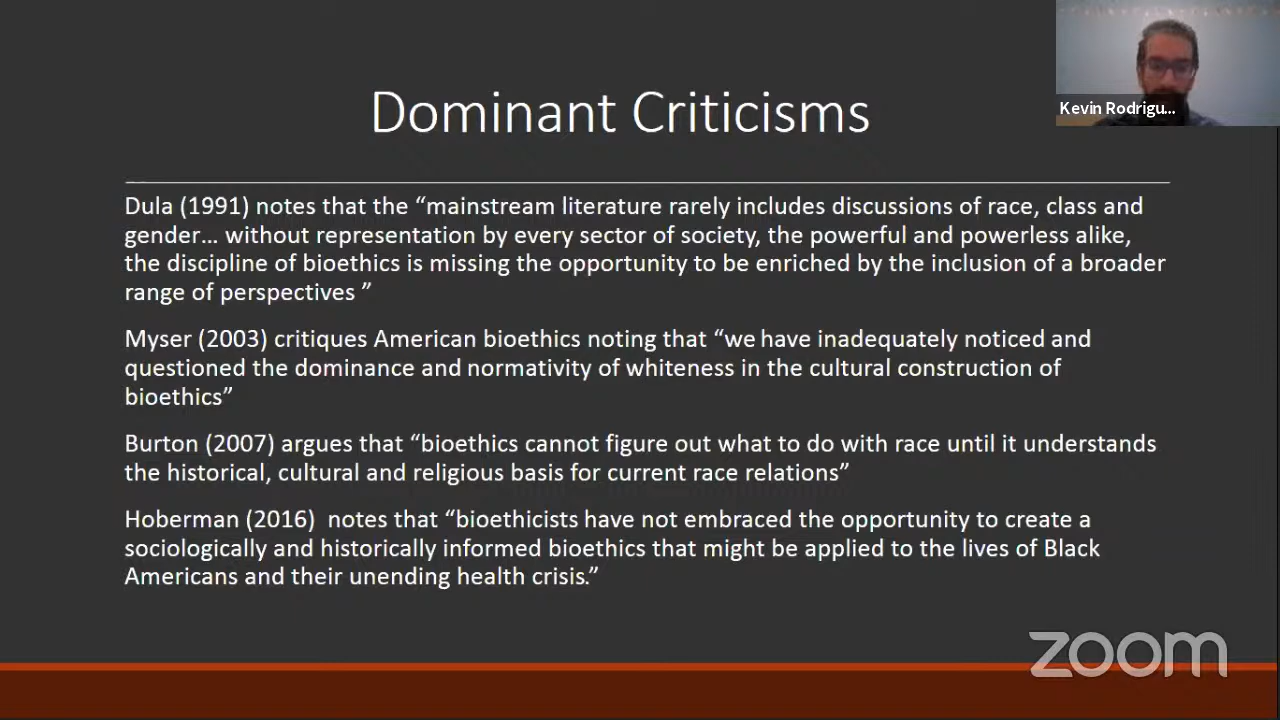 Dominant Criticisms
Kevin Rodrigu...
Dula (1991) notes that the “mainstream literature rarely includes discussions of race, class and
gender… without representation by every sector of society, the powerful and powerless alike,
the discipline of bioethics is missing the opportunity to be enriched by the inclusion of a broader
range of perspectives ”
Myser (2003) critiques American bioethics noting that “we have inadequately noticed and
questioned the dominance and normativity of whiteness in the cultural construction of
bioethics”
Burton (2007) argues that “bioethics cannot figure out what to do with race until it understands
the historical, cultural and religious basis for current race relations”
Hoberman (2016)  notes that “bioethicists have not embraced the opportunity to create a
sociologically and historically informed bioethics that might be applied to the lives of Black
Americans and their unending health crisis.”
zoom